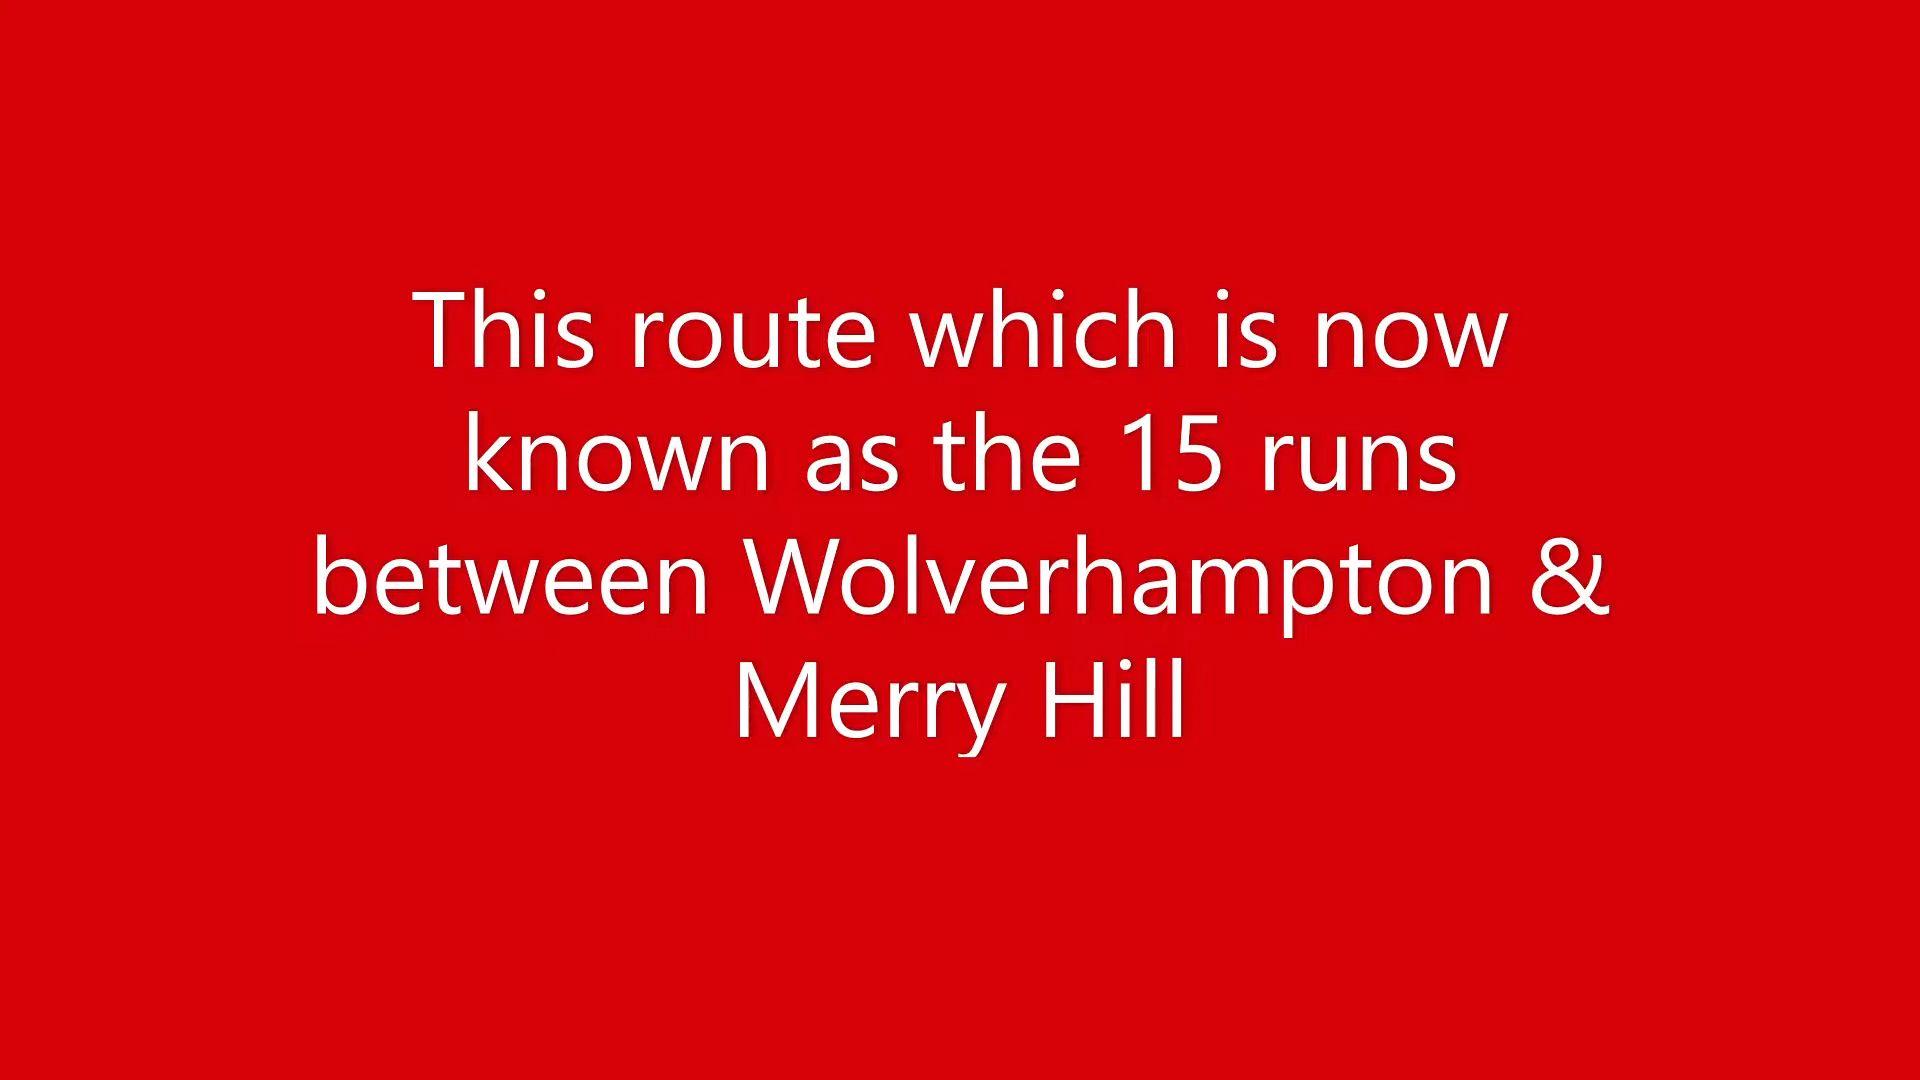 This route which is now
known as the 15 runs
between Wolverhampton &
Merry Hill